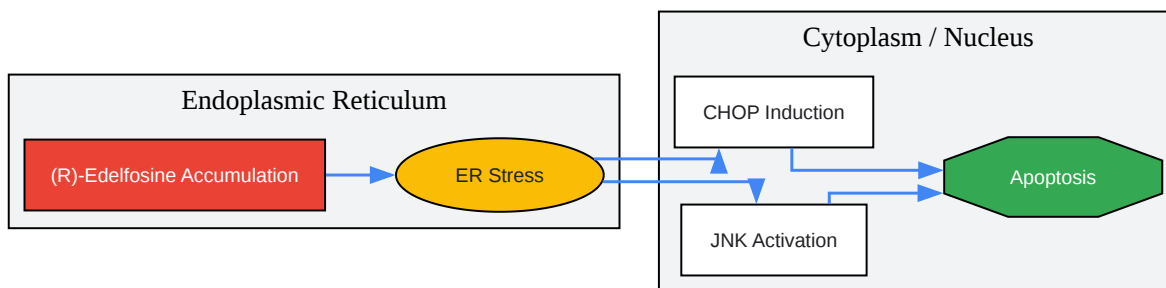 Endoplasmic Reticulum
(R)-Edelfosine Accumulation
ER Stress
Cytoplasm / Nucleus
CHOP Induction
JNK Activation
Apoptosis